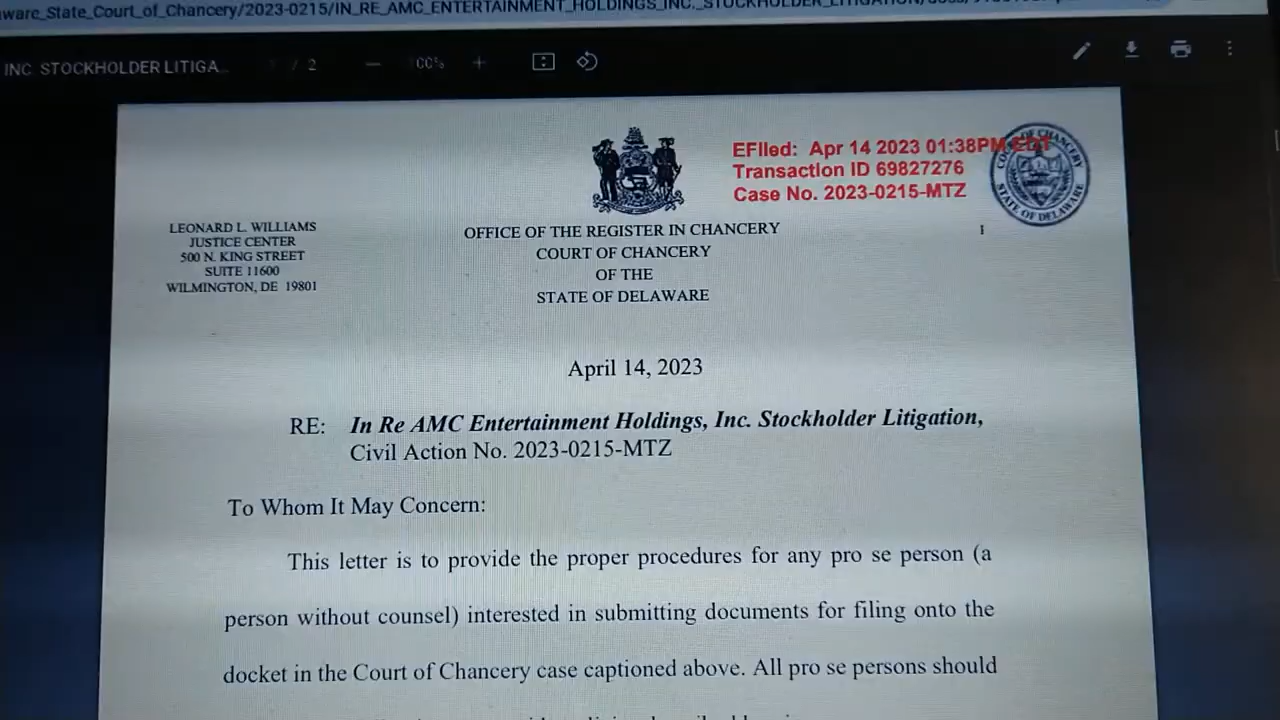 ware_State_Court_of_Chancery/2023-0215/IN_RE_AMC_ENTERTAINMENT_HOLDINGS_INC._STOCKHOLDER_LITIGATION/docs/
INC STOCKHOLDER LITIGA...
/ 2
00%
EFiled: Apr 14 2023 01:38PM EDT
Transaction ID 69827276
Case No. 2023-0215-MTZ
COURT OF CHANCERY
STATE OF DELAWARE
LEONARD L. WILLIAMS
JUSTICE CENTER
500 N. KING STREET
SUITE 11600
WILMINGTON, DE 19801
OFFICE OF THE REGISTER IN CHANCERY
COURT OF CHANCERY
OF THE
STATE OF DELAWARE
April 14, 2023
RE: In Re AMC Entertainment Holdings, Inc. Stockholder Litigation,
Civil Action No. 2023-0215-MTZ
To Whom It May Concern:
This letter is to provide the proper procedures for any pro se person (a
person without counsel) interested in submitting documents for filing onto the
docket in the Court of Chancery case captioned above. All pro se persons should